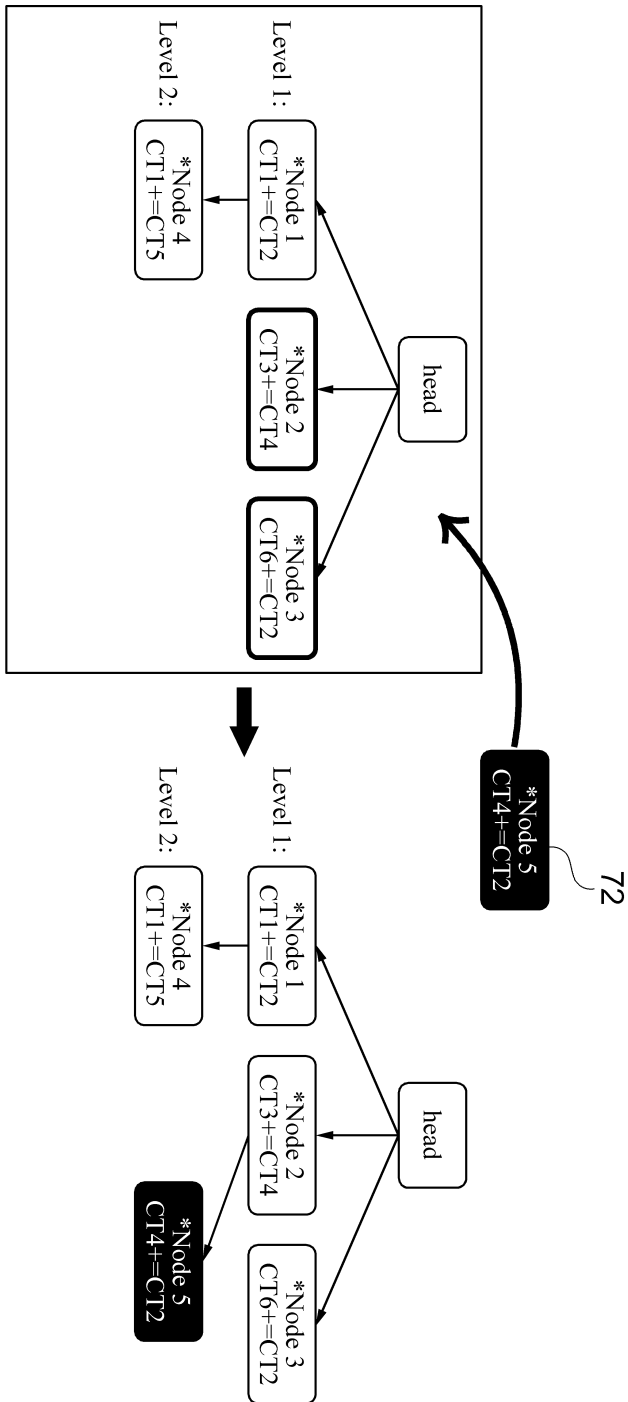 72
*Node 5
CT4+=CT2
head
Level 1:
*Node 1
CT1+=CT2
*Node 2
CT3+=CT4
*Node 3
CT6+=CT2
Level 2:
*Node 4
CT1+=CT5
head
Level 1:
*Node 1
CT1+=CT2
*Node 2
CT3+=CT4
*Node 3
CT6+=CT2
Level 2:
*Node 4
CT1+=CT5
*Node 5
CT4+=CT2